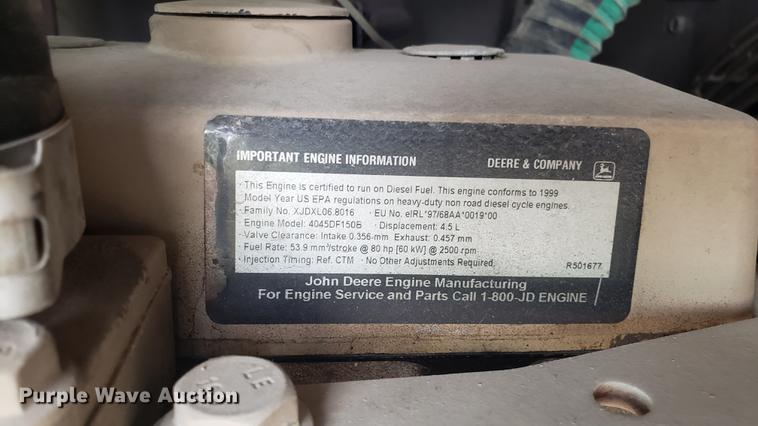 IMPORTANT ENGINE INFORMATION DEERE & COMPANY
· This Engine is certified to run on Diesel Fuel. This engine conforms to 1999
Model Year US EPA regulations on heavy-duty non road diesel cycle engines.
· Family No. XJDXL06.8016 · EU No. eIRL*97/68AA*0019*00
· Engine Model: 4045DF150B · Displacement: 4.5 L
· Valve Clearance: Intake 0.356 mm Exhaust: 0.457 mm
· Fuel Rate: 53.9 mm³/stroke @ 80 hp [60 kW] @ 2500 rpm
· Injection Timing: Ref. CTM · No Other Adjustments Required. R501677
John Deere Engine Manufacturing
For Engine Service and Parts Call 1-800-JD ENGINE
LE
Purple Wave Auction